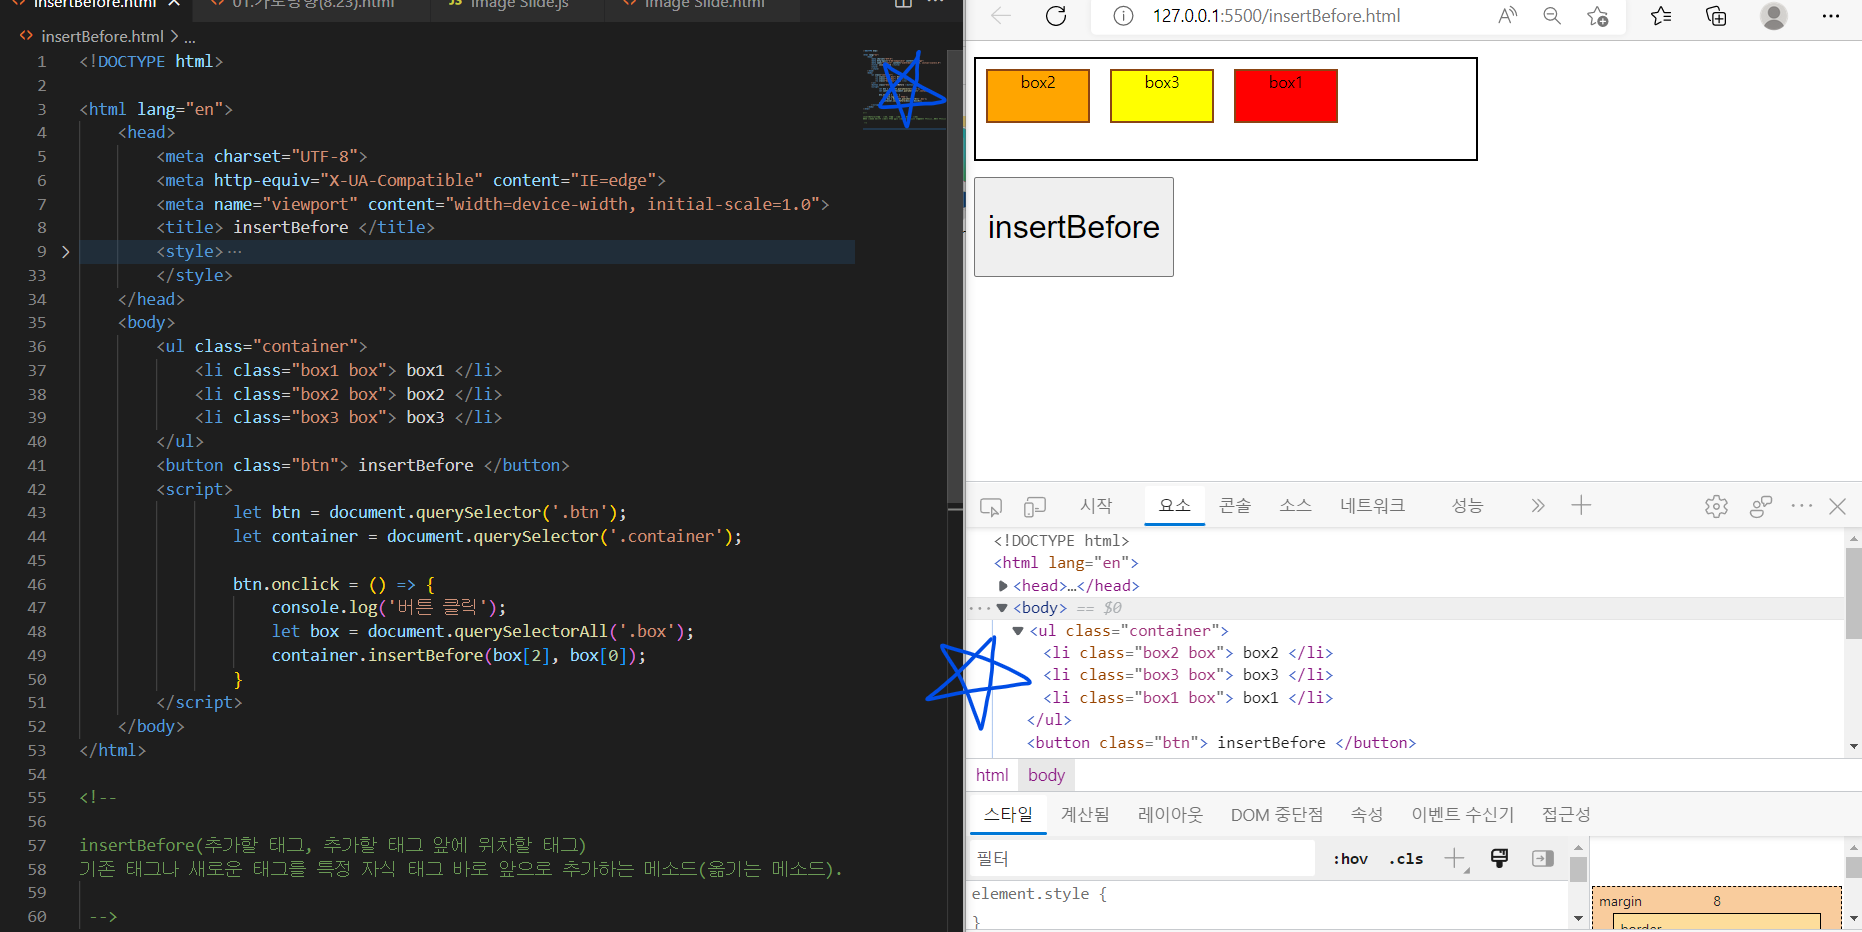 insertBefore.html
01.가로방향(8.23).html
Image Slide.js
Image Slide.html
insertBefore.html > ...
1 <!DOCTYPE html>
2
3 <html lang="en">
4 <head>
5 <meta charset="UTF-8">
6 <meta http-equiv="X-UA-Compatible" content="IE=edge">
7 <meta name="viewport" content="width=device-width, initial-scale=1.0">
8 <title> insertBefore </title>
9 <style>…
33 </style>
34 </head>
35 <body>
36 <ul class="container">
37 <li class="box1 box"> box1 </li>
38 <li class="box2 box"> box2 </li>
39 <li class="box3 box"> box3 </li>
40 </ul>
41 <button class="btn"> insertBefore </button>
42 <script>
43 let btn = document.querySelector('.btn');
44 let container = document.querySelector('.container');
45
46 btn.onclick = () => {
47 console.log('버튼 클릭');
48 let box = document.querySelectorAll('.box');
49 container.insertBefore(box[2], box[0]);
50 }
51 </script>
52 </body>
53 </html>
54
55 <!--
56
57 insertBefore(추가할 태그, 추가할 태그 앞에 위차할 태그)
58 기존 태그나 새로운 태그를 특정 자식 태그 바로 앞으로 추가하는 메소드(옮기는 메소드).
59
60 -->
127.0.0.1:5500/insertBefore.html
box2 box3 box1
insertBefore
시작 요소 콘솔 소스 네트워크 성능
<!DOCTYPE html>
<html lang="en">
<head>…</head>
<body> == $0
<ul class="container">
<li class="box2 box"> box2 </li>
<li class="box3 box"> box3 </li>
<li class="box1 box"> box1 </li>
</ul>
<button class="btn"> insertBefore </button>
html body
스타일 계산됨 레이아웃 DOM 중단점 속성 이벤트 수신기 접근성
필터 :hov .cls
element.style {
}
margin 8
border